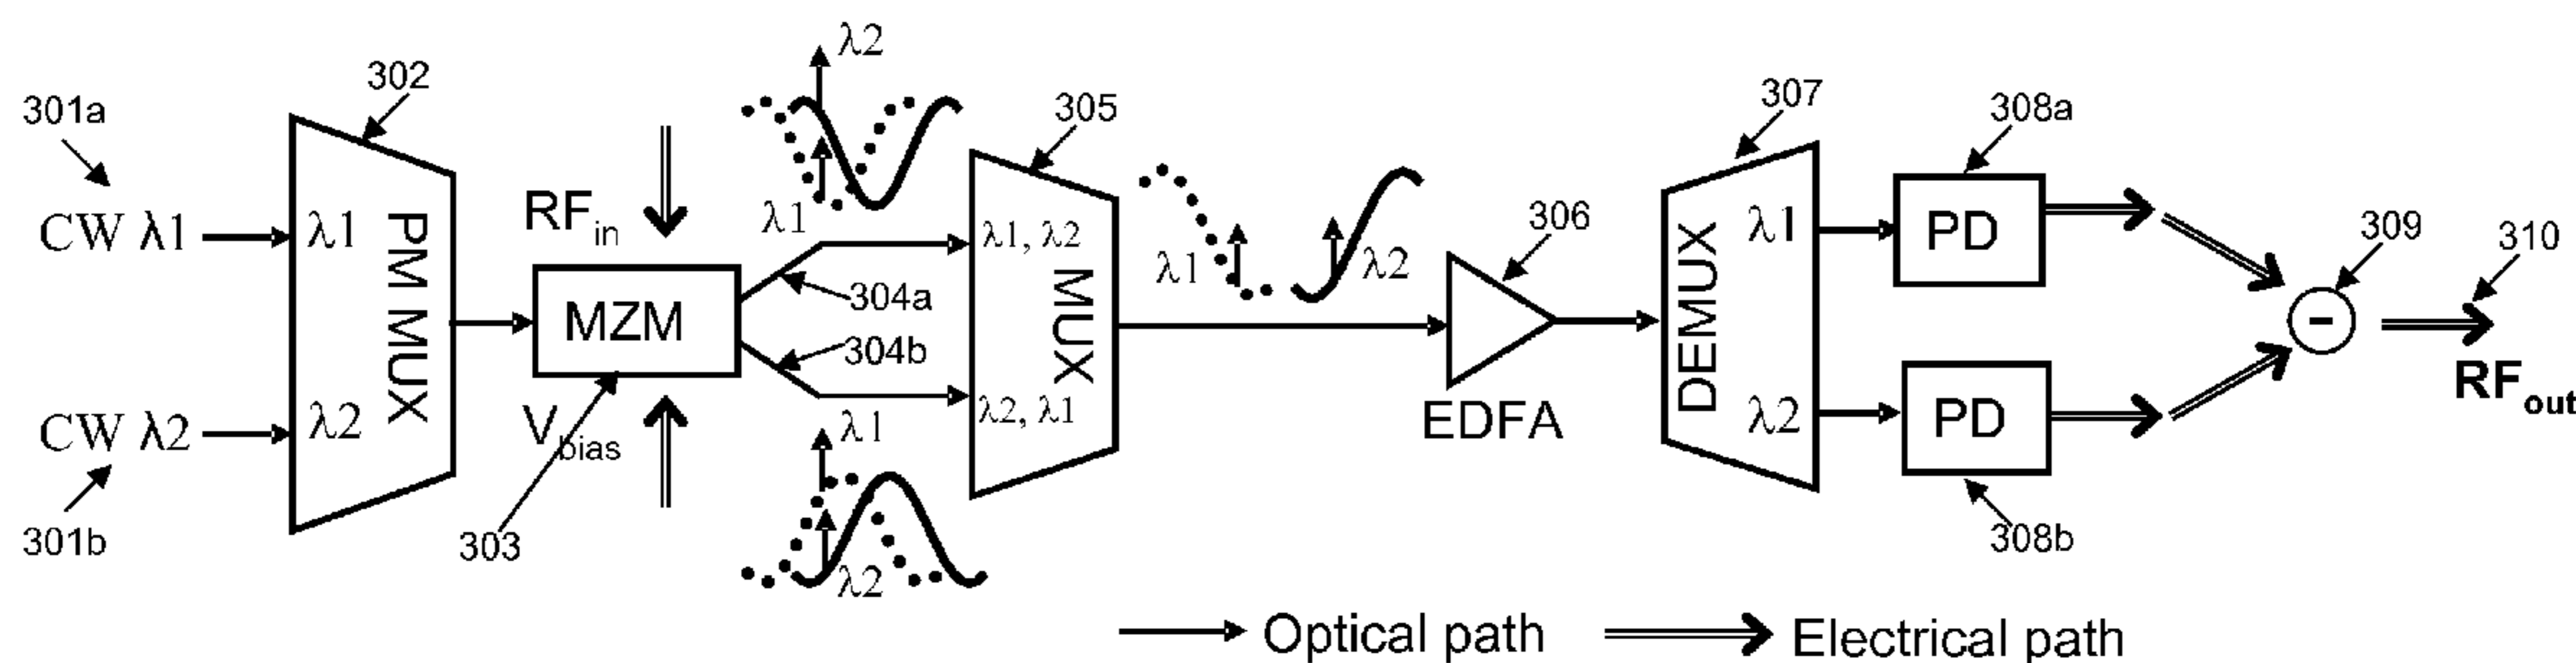 301a
CW λ1
CW λ2
301b
302
λ1
λ2
PM MUX
RFin
MZM
Vbias
303
λ2
λ1
304a
304b
λ1
λ2
305
λ1, λ2
λ2, λ1
MUX
λ1
λ2
306
EDFA
307
DEMUX
λ1
λ2
308a
PD
PD
308b
309
-
310
RFout
Optical path
Electrical path